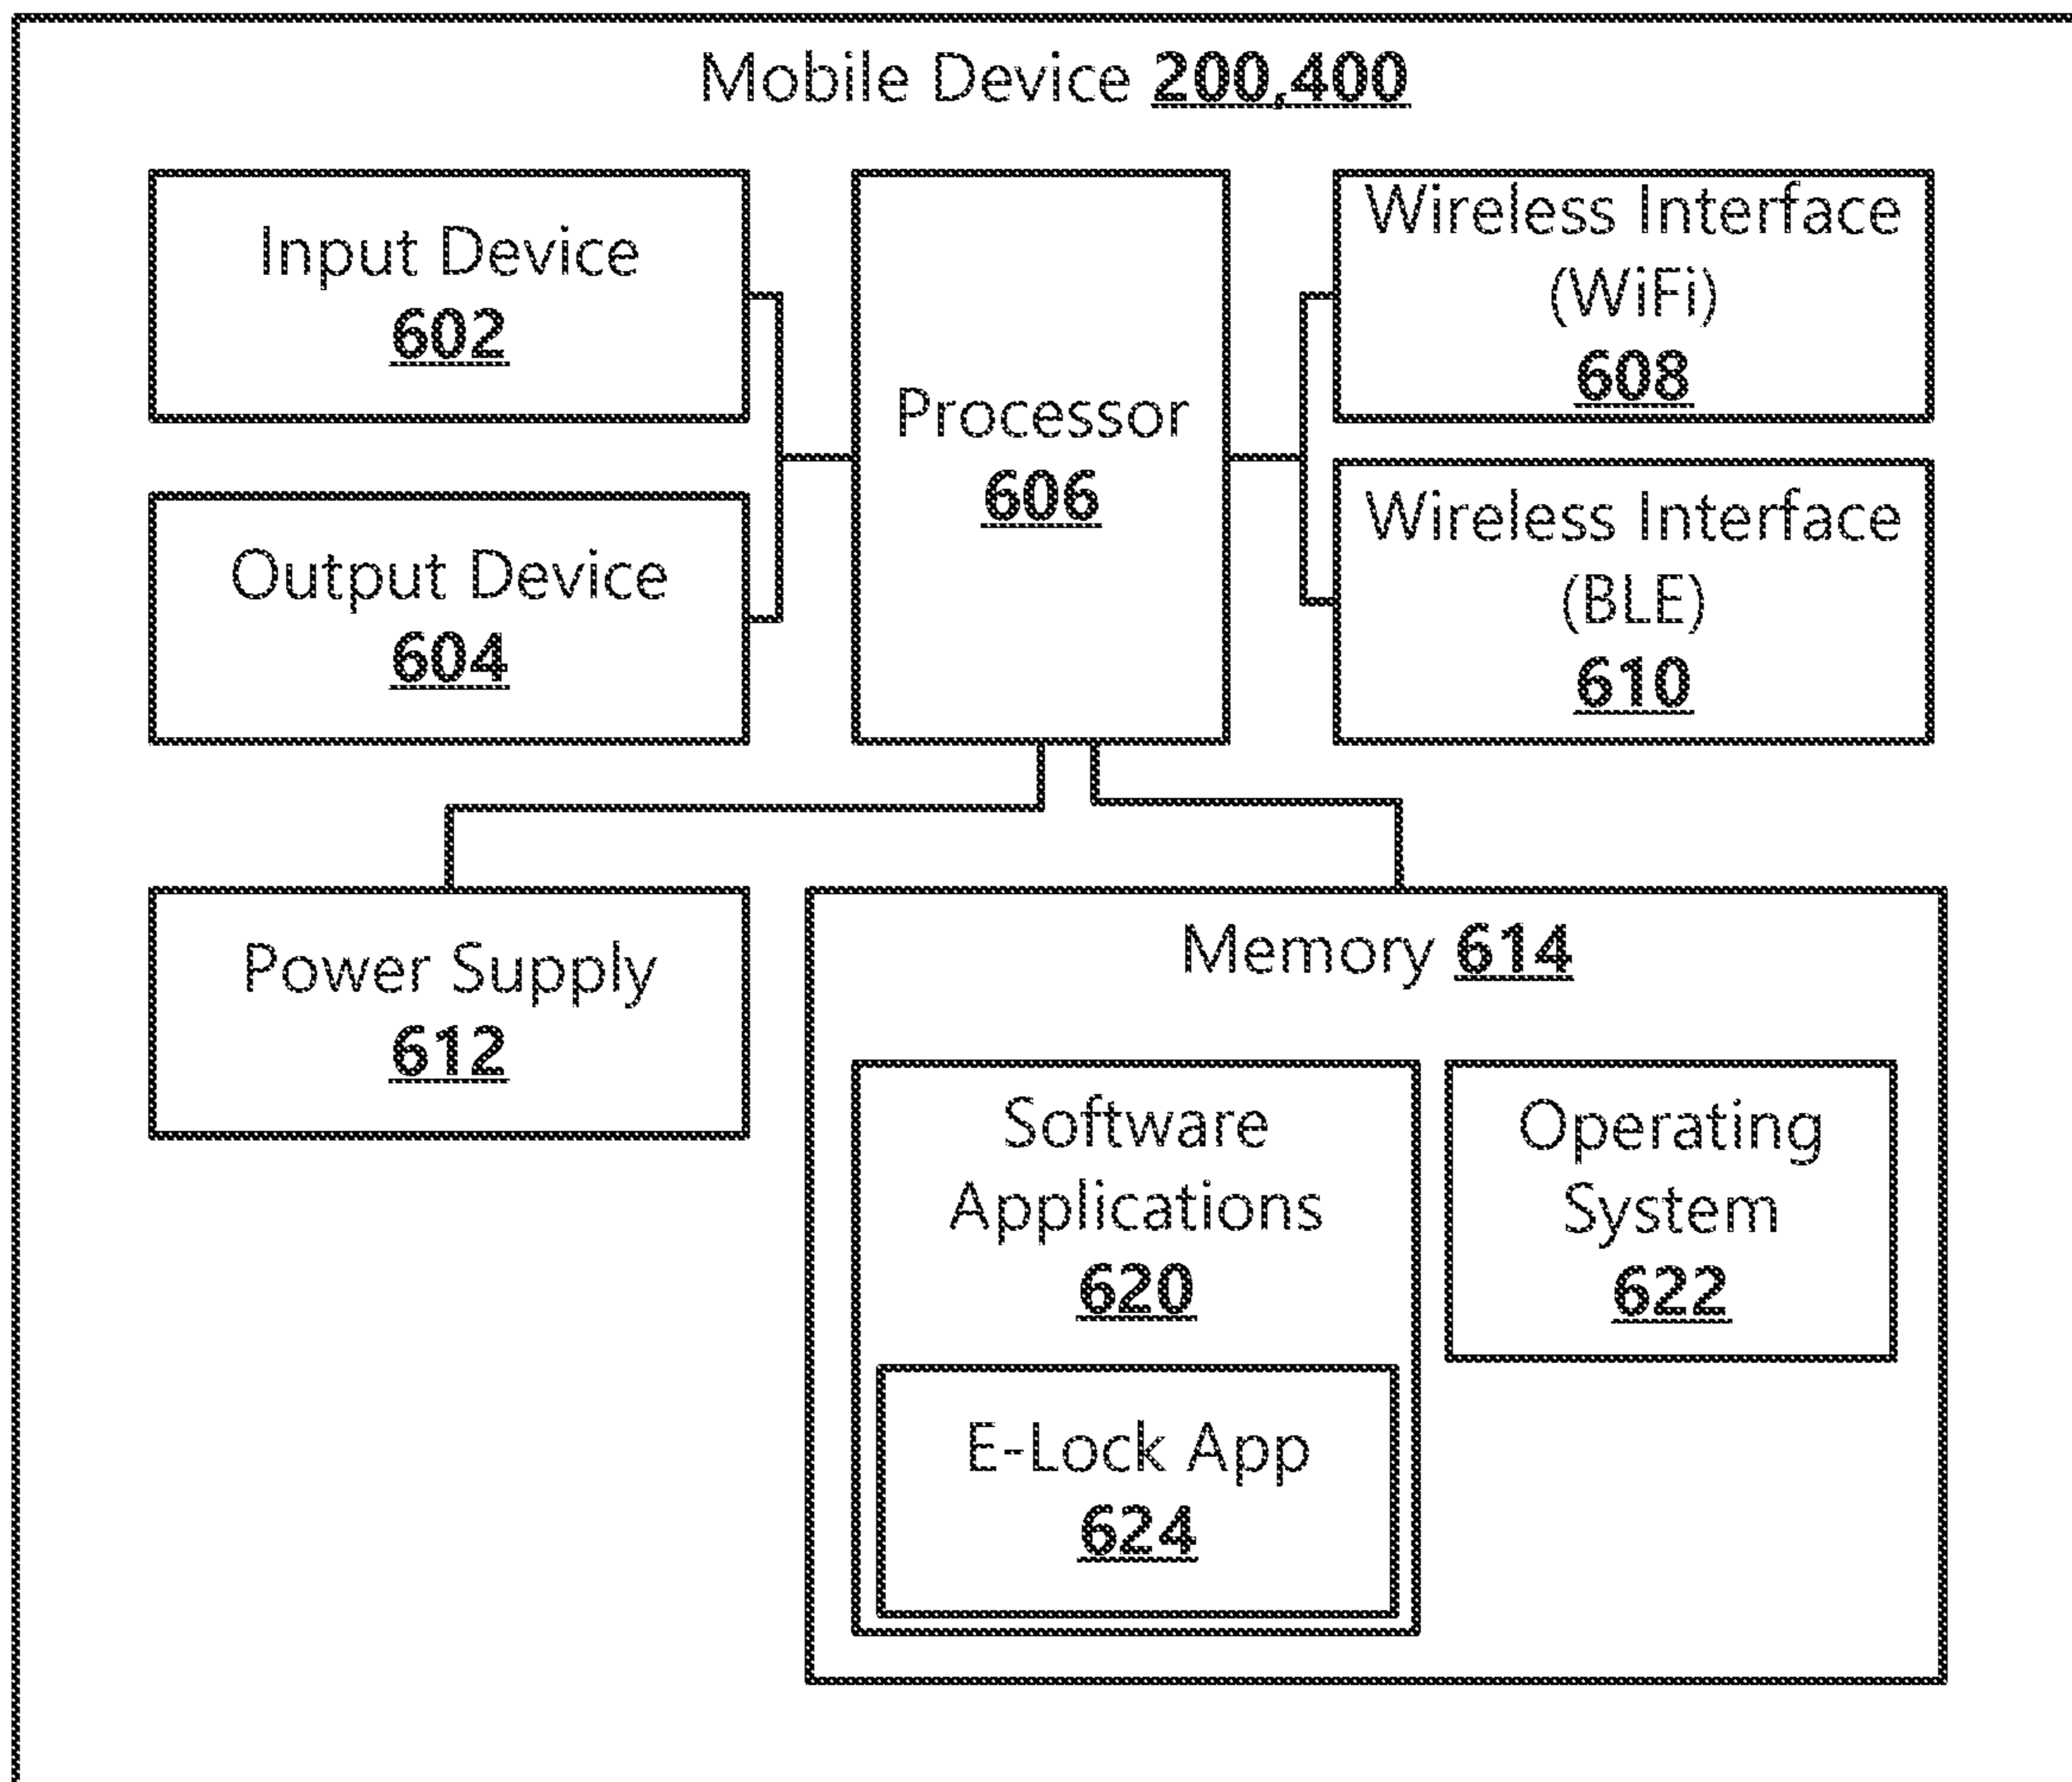 Mobile Device 200,400
Input Device
602
Output Device
604
Processor
606
Wireless Interface
(WiFi)
608
Wireless Interface
(BLE)
610
Power Supply
612
Memory 614
Software
Applications
620
E-Lock App
624
Operating
System
622